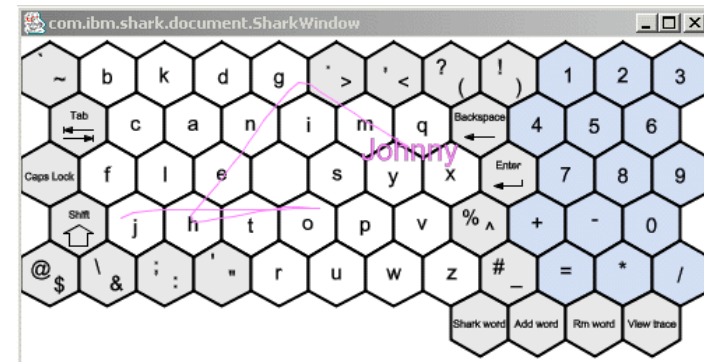 com.ibm.shark.document.SharkWindow
` ~ b k d g . > ' < ? ( ! ) 1 2 3
Tab c a n i m q Backspace 4 5 6
Johnny
Caps Lock f l e s y x Enter 7 8 9
Shift j h t o p v % ^ + - 0
@ $ \ & ; : ' " r u w z # _ = * /
Shark word Add word Rm word View trace